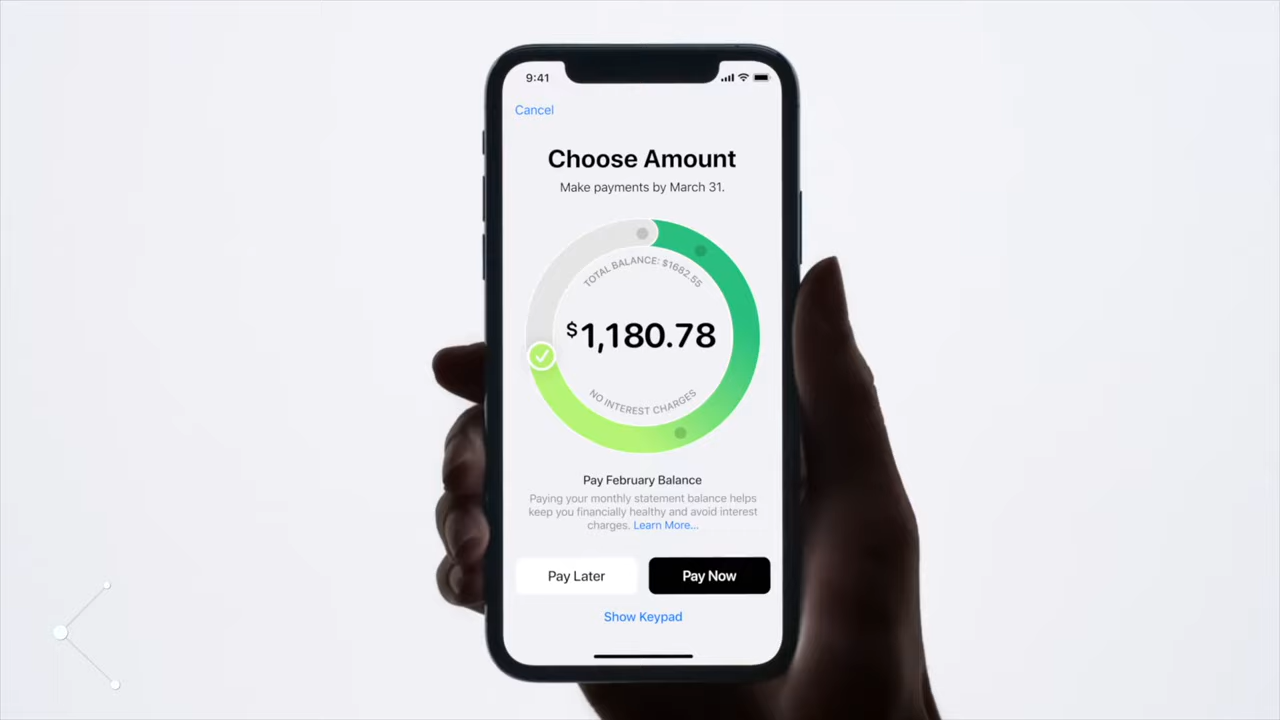 9:41
Cancel
Choose Amount
Make payments by March 31.
TOTAL BALANCE: $1682.55
$1,180.78
NO INTEREST CHARGES
Pay February Balance
Paying your monthly statement balance helps
keep you financially healthy and avoid interest
charges. Learn More...
Pay Later
Pay Now
Show Keypad